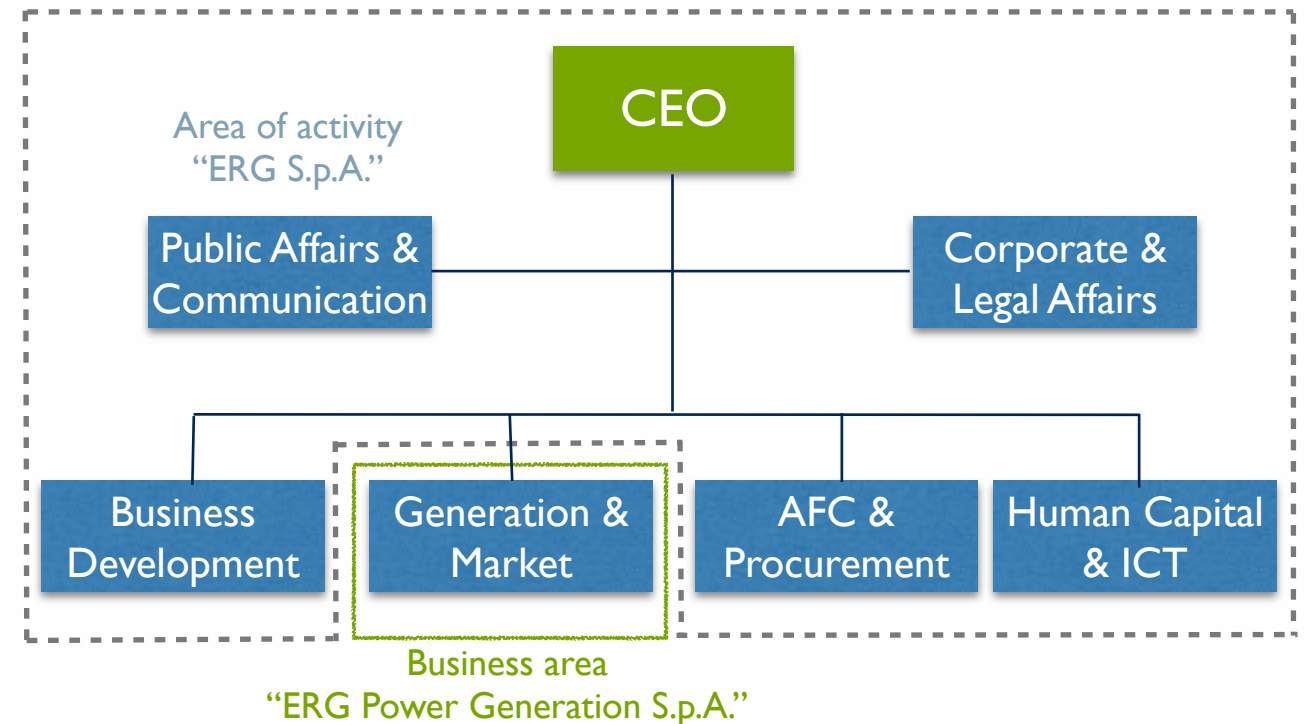 CEO
Area of activity
“ERG S.p.A.”
Public Affairs &
Communication
Corporate &
Legal Affairs
Business
Development
Generation &
Market
AFC &
Procurement
Human Capital
& ICT
Business area
“ERG Power Generation S.p.A.”